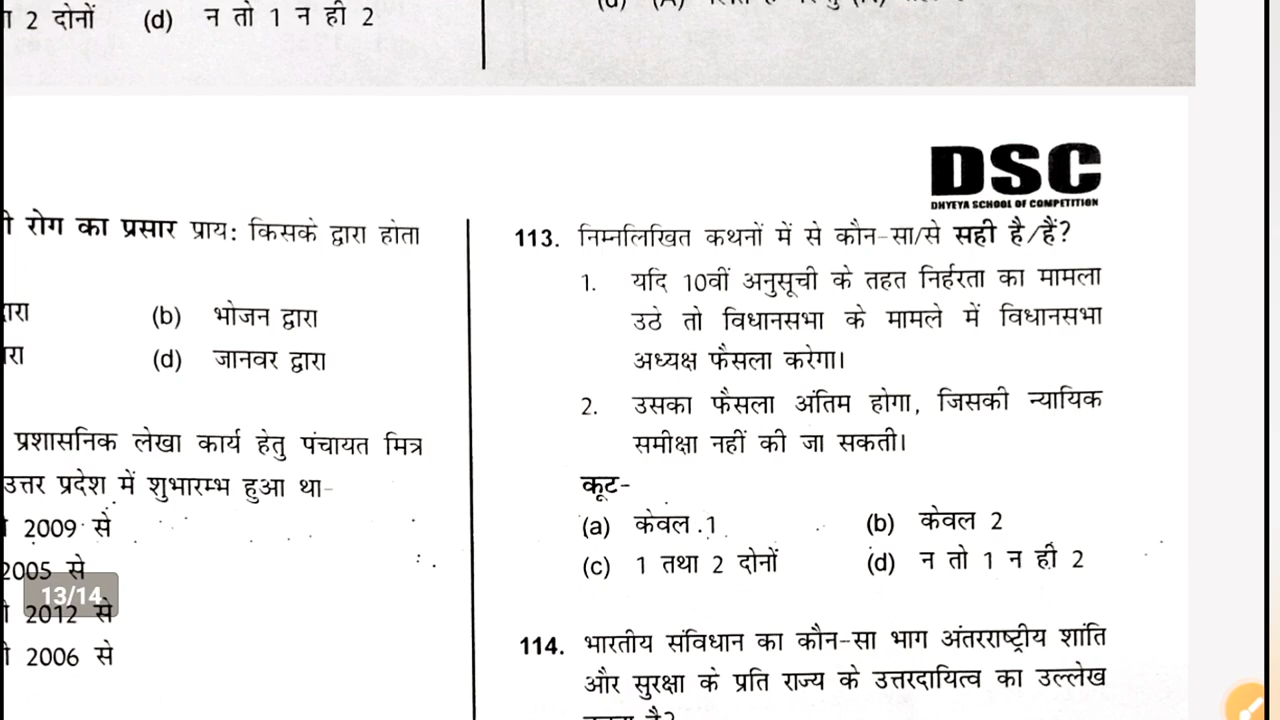 2 दोनों (d) न तो 1 न ही 2
DSC
DHYEYA SCHOOL OF COMPETITION
रोग का प्रसार प्राय: किसके द्वारा होता
(b) भोजन द्वारा
(d) जानवर द्वारा
प्रशासनिक लेखा कार्य हेतु पंचायत मित्र
उत्तर प्रदेश में शुभारम्भ हुआ था-
2009 से
2005 से
13/14
2012 से
2006 से
113. निम्नलिखित कथनों में से कौन-सा/से सही है/हैं?
1. यदि 10वीं अनुसूची के तहत निर्हरता का मामला
उठे तो विधानसभा के मामले में विधानसभा
अध्यक्ष फैसला करेगा।
2. उसका फैसला अंतिम होगा, जिसकी न्यायिक
समीक्षा नहीं की जा सकती।
कूट-
(a) केवल 1 (b) केवल 2
(c) 1 तथा 2 दोनों (d) न तो 1 न ही 2
114. भारतीय संविधान का कौन-सा भाग अंतरराष्ट्रीय शांति
और सुरक्षा के प्रति राज्य के उत्तरदायित्व का उल्लेख